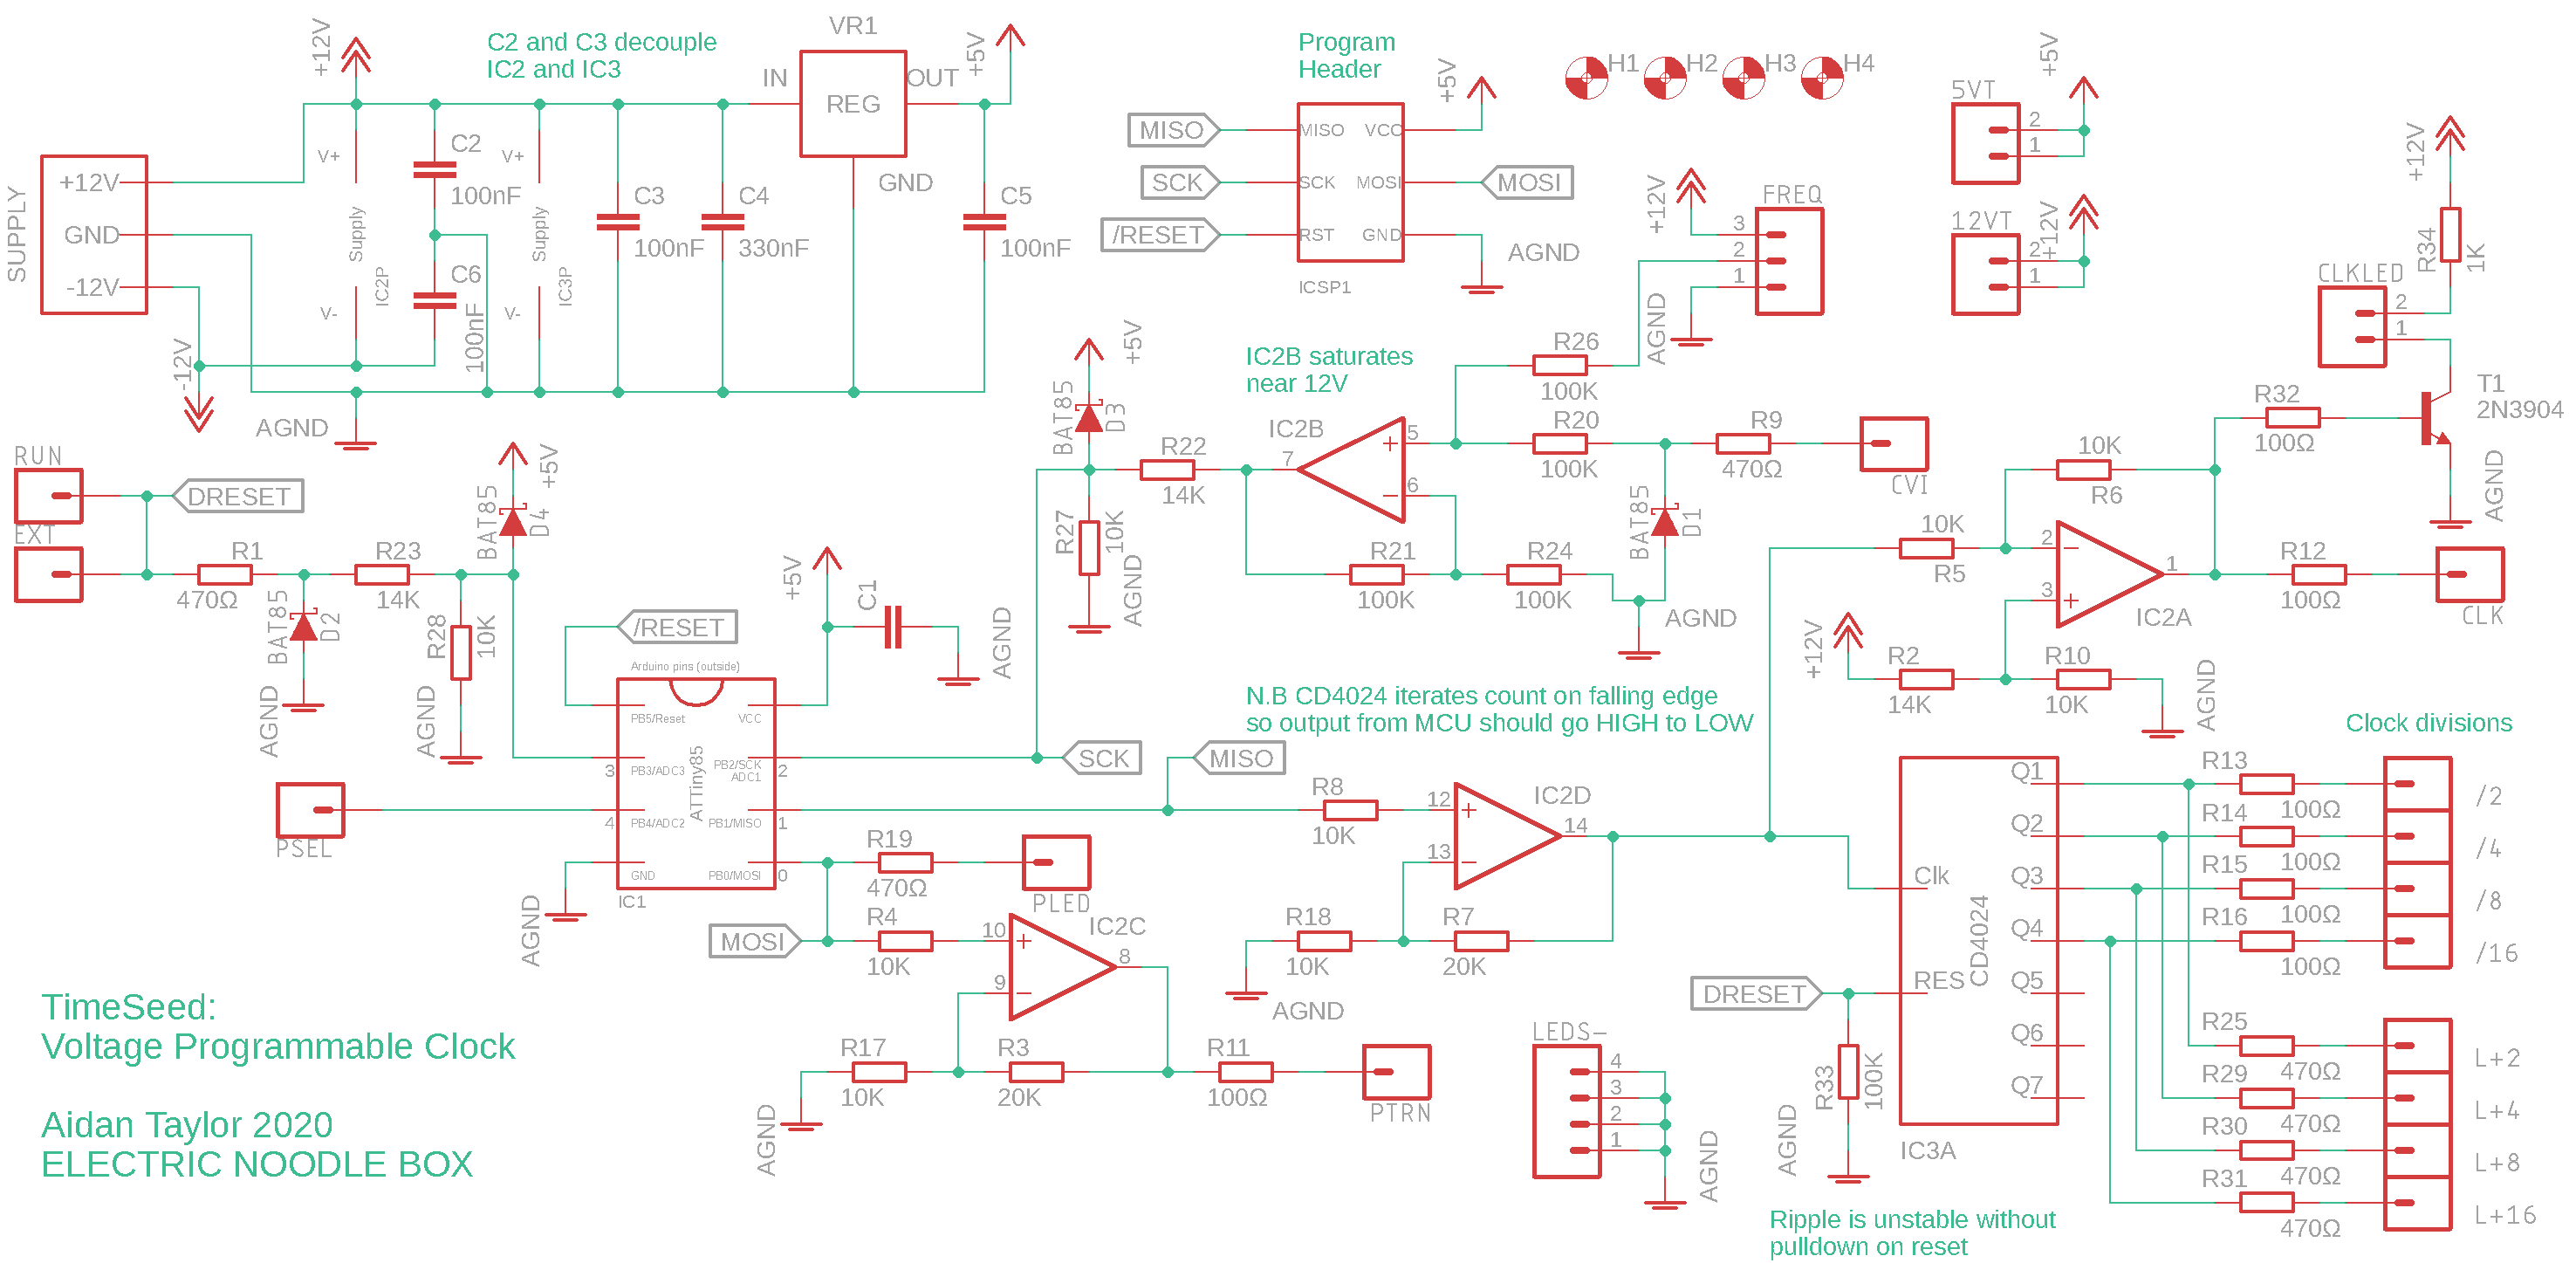 +12V
C2 and C3 decouple
IC2 and IC3
VR1
IN
REG
OUT
GND
+5V
SUPPLY
+12V
GND
-12V
V+
Supply
V-
IC2P
C2
100nF
C6
100nF
V+
Supply
V-
IC3P
C3
100nF
C4
330nF
C5
100nF
-12V
AGND
Program
Header
+5V
MISO
SCK
/RESET
MISO
SCK
RST
VCC
MOSI
GND
MOSI
AGND
ICSP1
H1
H2
H3
H4
+12V
FREQ
3
2
1
AGND
5VT
2
1
+5V
12VT
2
1
+12V
+12V
R34
1K
CLKLED
2
1
T1
2N3904
R32
100Ω
AGND
RUN
EXT
DRESET
R1
470Ω
BAT85
D2
AGND
R23
14K
R28
10K
AGND
BAT85
D4
+5V
IC2B saturates
near 12V
+5V
BAT85
D3
R22
14K
R27
10K
AGND
IC2B
7
5
6
R26
100K
R20
100K
R9
470Ω
CVI
BAT85
D1
R21
100K
R24
100K
AGND
10K
R6
10K
R5
2
3
1
IC2A
R12
100Ω
CLK
+12V
R2
14K
R10
10K
AGND
/RESET
+5V
C1
AGND
Arduino pins (outside)
PB5/Reset
VCC
3
PB3/ADC3
PB2/SCK
ADC1
2
ATTiny85
4
PB4/ADC2
PB1/MISO
1
GND
PB0/MOSI
0
IC1
AGND
PSEL
SCK
MISO
N.B CD4024 iterates count on falling edge
so output from MCU should go HIGH to LOW
R8
10K
12
13
14
IC2D
R18
10K
R7
20K
AGND
R19
470Ω
PLED
MOSI
R4
10K
10
9
8
IC2C
R17
10K
R3
20K
R11
100Ω
PTRN
AGND
LEDS-
4
3
2
1
AGND
DRESET
R33
100K
AGND
Clk
RES
CD4024
Q1
Q2
Q3
Q4
Q5
Q6
Q7
IC3A
Clock divisions
R13
100Ω
/2
R14
100Ω
/4
R15
100Ω
/8
R16
100Ω
/16
R25
470Ω
L+2
R29
470Ω
L+4
R30
470Ω
L+8
R31
470Ω
L+16
Ripple is unstable without
pulldown on reset
TimeSeed:
Voltage Programmable Clock
Aidan Taylor 2020
ELECTRIC NOODLE BOX